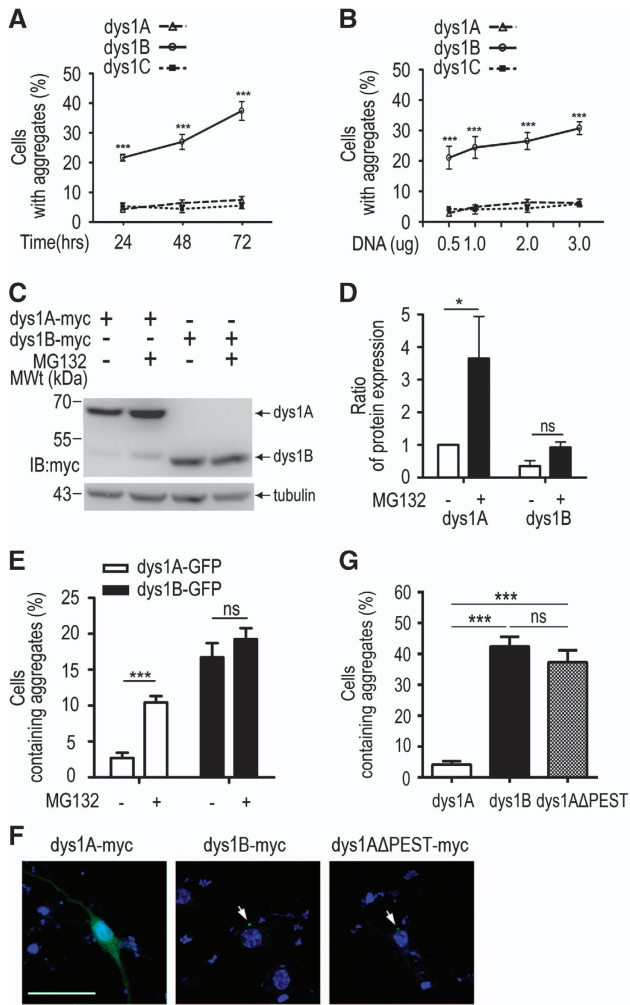 A
dys1A
dys1B
dys1C
Cells
with aggregates (%)
50
40
30
20
10
0
***
***
***
Time(hrs)
24
48
72
B
dys1A
dys1B
dys1C
Cells
with aggregates (%)
50
40
30
20
10
0
***
***
***
***
DNA (ug)
0.5 1.0
2.0
3.0
C
dys1A-myc + + - -
dys1B-myc - - + +
MG132 - + - +
MWt (kDa)
70
55
IB:myc
43
dys1A
dys1B
tubulin
D
Ratio
of protein expression
5
4
3
2
1
0
*
ns
MG132 - + - +
dys1A dys1B
E
dys1A-GFP
dys1B-GFP
Cells
containing aggregates (%)
25
20
15
10
5
0
***
ns
MG132 - + - +
G
Cells
containing aggregates (%)
60
50
40
30
20
10
0
***
*** ns
dys1A dys1B dys1AΔPEST
F
dys1A-myc dys1B-myc dys1AΔPEST-myc